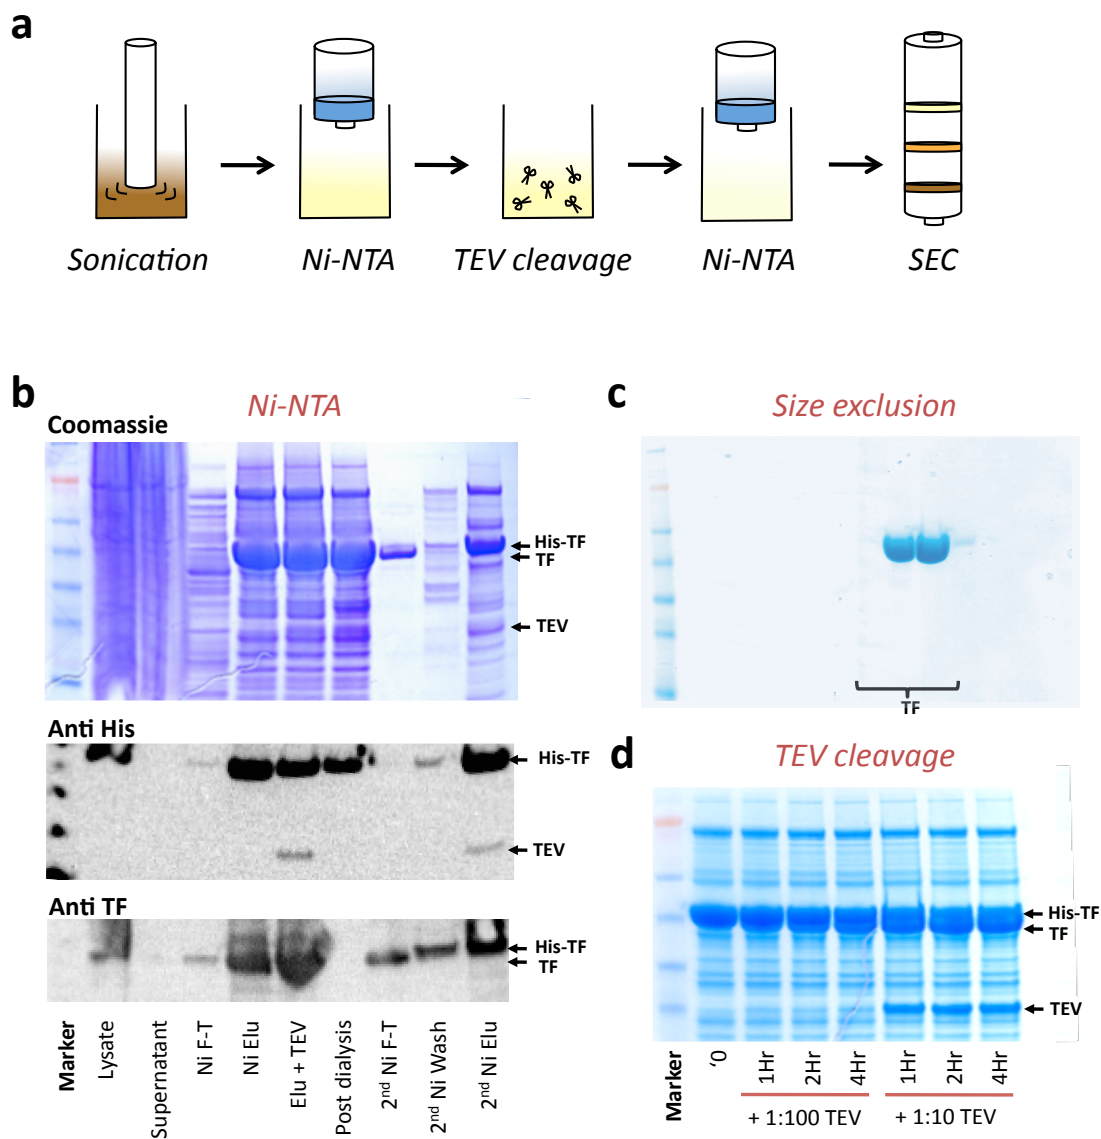 a
Sonication
Ni-NTA
TEV cleavage
Ni-NTA
SEC
b
Ni-NTA
Coomassie
His-TF
TF
TEV
Anti His
His-TF
TEV
Anti TF
His-TF
TF
Marker
Lysate
Supernatant
Ni F-T
Ni Elu
Elu + TEV
Post dialysis
2nd Ni F-T
2nd Ni Wash
2nd Ni Elu
c
Size exclusion
TF
d
TEV cleavage
His-TF
TF
TEV
Marker
‘0
1Hr
2Hr
4Hr
1Hr
2Hr
4Hr
+ 1:100 TEV
+ 1:10 TEV